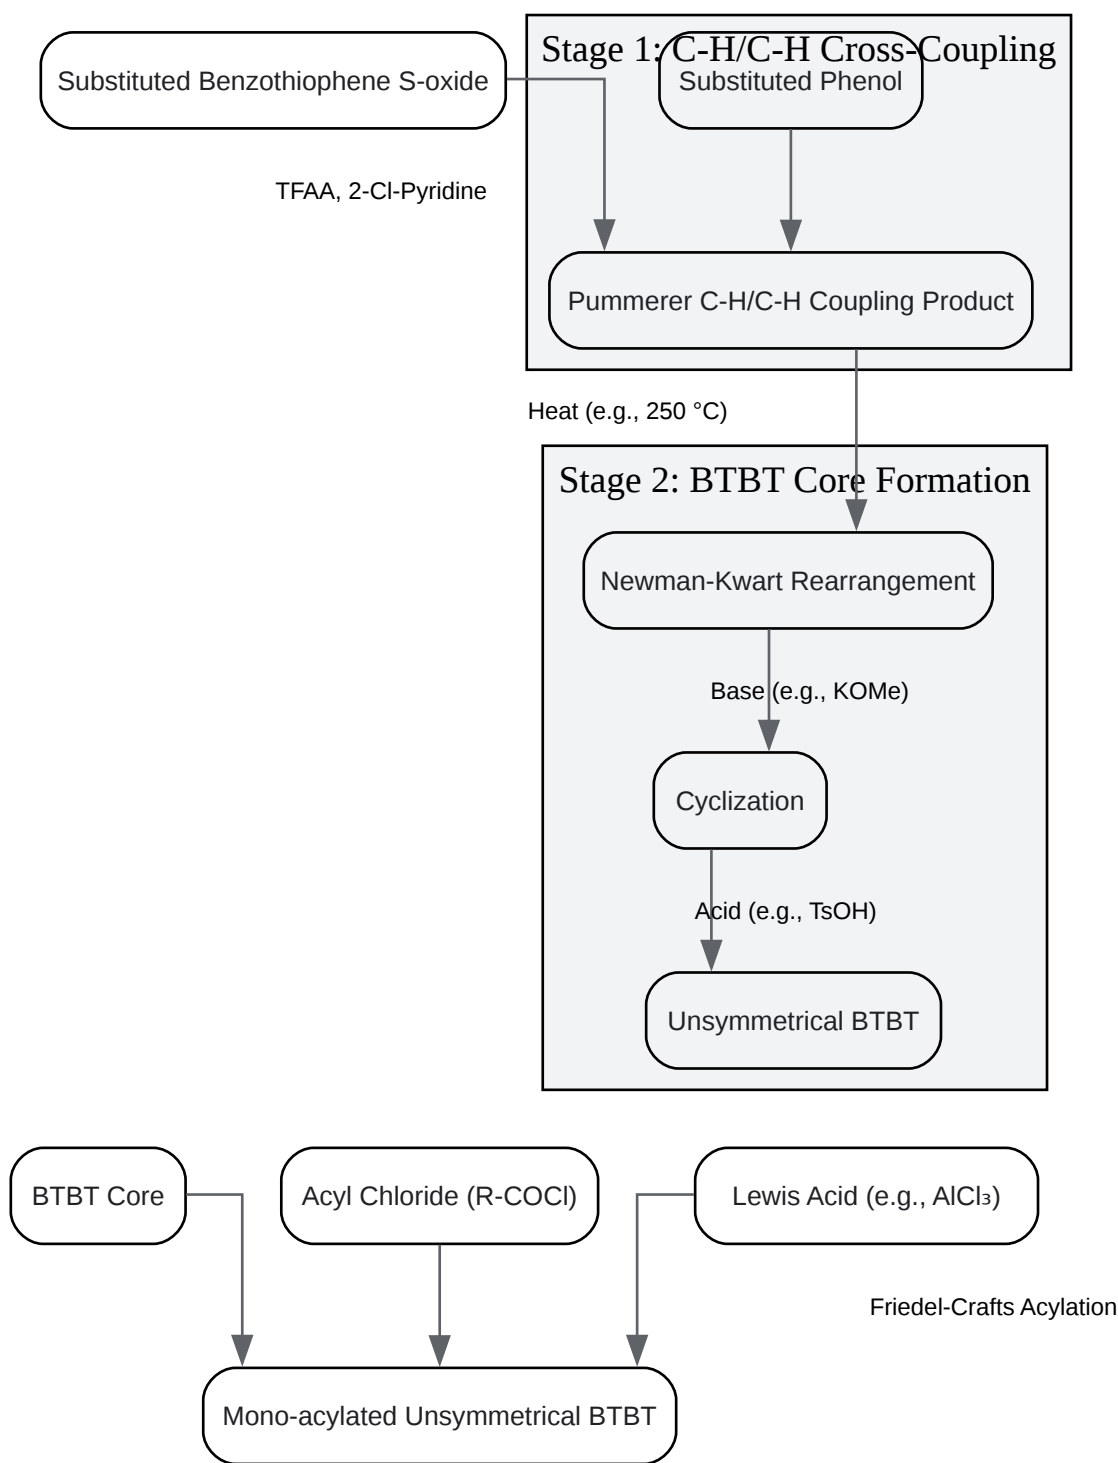 Stage 1: C-H/C-H Cross-Coupling
Substituted Benzothiophene S-oxide
Substituted Phenol
TFAA, 2-Cl-Pyridine
Pummerer C-H/C-H Coupling Product
Heat (e.g., 250 °C)
Stage 2: BTBT Core Formation
Newman-Kwart Rearrangement
Base (e.g., KOMe)
Cyclization
Acid (e.g., TsOH)
Unsymmetrical BTBT
BTBT Core
Acyl Chloride (R-COCl)
Lewis Acid (e.g., AlCl₃)
Friedel-Crafts Acylation
Mono-acylated Unsymmetrical BTBT